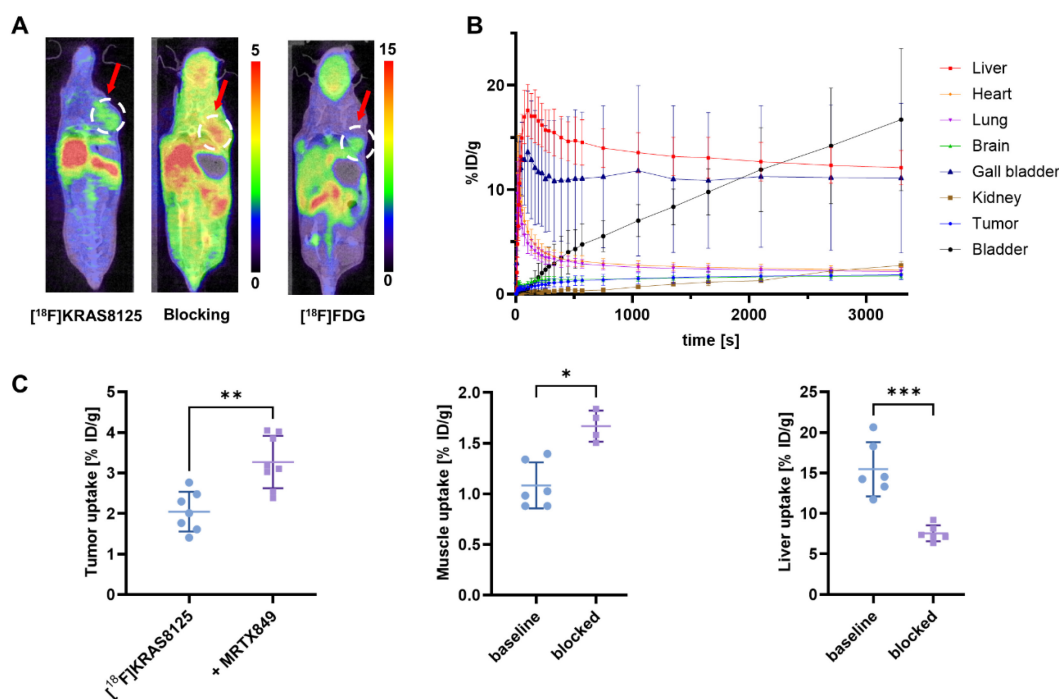 A
5
0
15
0
[¹⁸F]KRAS8125
Blocking
[¹⁸F]FDG
B
%ID/g
20
10
0
0
1000
2000
3000
time [s]
Liver
Heart
Lung
Brain
Gall bladder
Kidney
Tumor
Bladder
C
Tumor uptake [% ID/g]
5
4
3
2
1
0
**
[¹⁸F]KRAS8125
+ MRTX849
Muscle uptake [% ID/g]
2.0
1.5
1.0
0.5
0.0
*
baseline
blocked
Liver uptake [% ID/g]
25
20
15
10
5
0
***
baseline
blocked